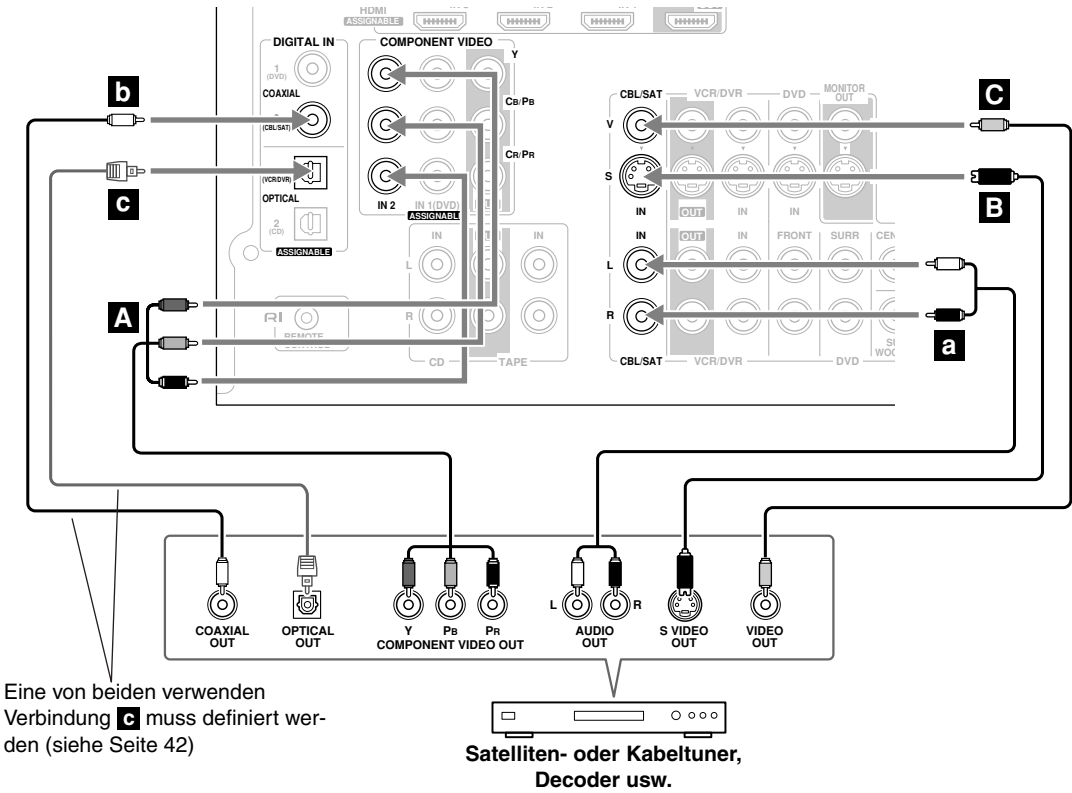 HDMI
ASSIGNABLE
DIGITAL IN
COMPONENT VIDEO
Y
1
(DVD)
COAXIAL
(CBL/SAT)
(VCR/DVR)
OPTICAL
2
(CD)
ASSIGNABLE
CB/PB
CR/PR
IN 2
IN 1(DVD)
ASSIGNABLE
b
c
A
CBL/SAT
VCR/DVR
DVD
MONITOR
OUT
V
S
IN
OUT
IN
IN
IN
OUT
IN
FRONT
SURR
CEN
L
R
CBL/SAT
VCR/DVR
DVD
C
B
a
IN
IN
L
R
CD
TAPE
RI
REMOTE
COAXIAL
OUT
OPTICAL
OUT
Y
PB
PR
COMPONENT VIDEO OUT
L
R
AUDIO
OUT
S VIDEO
OUT
VIDEO
OUT
Eine von beiden verwenden
Verbindung c muss definiert wer-
den (siehe Seite 42)
Satelliten- oder Kabeltuner,
Decoder usw.